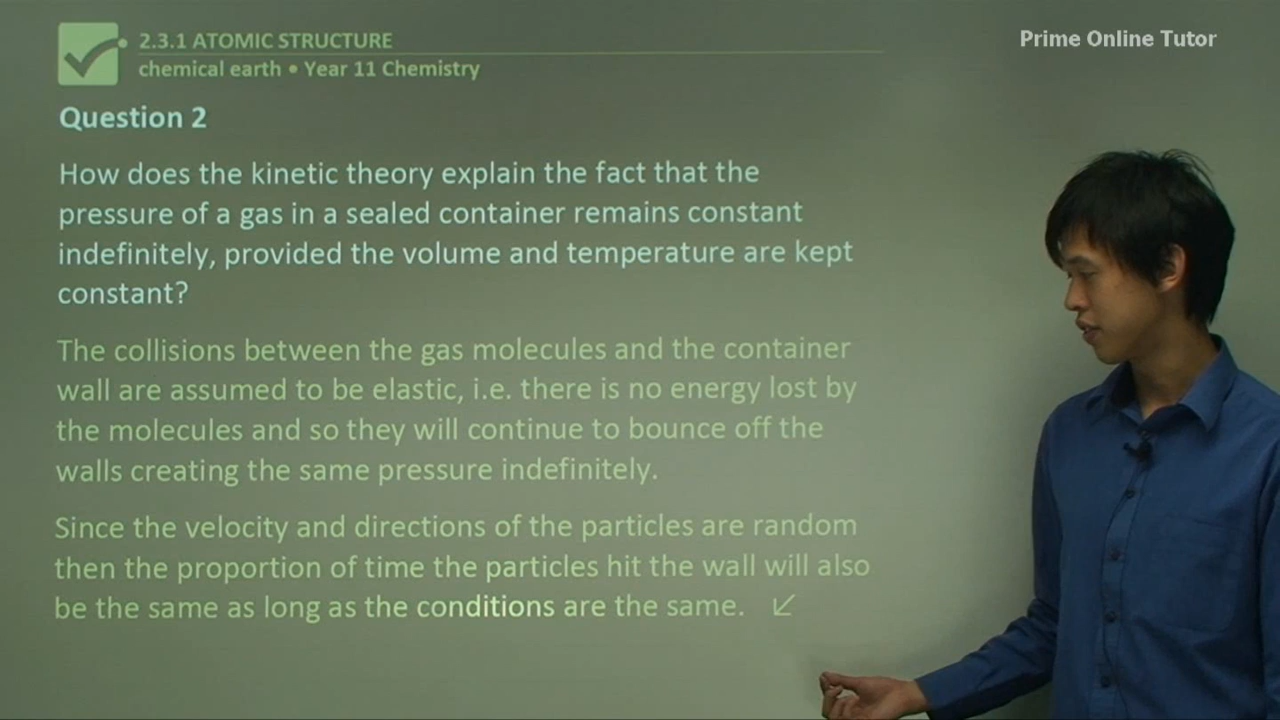 2.3.1 ATOMIC STRUCTURE
chemical earth • Year 11 Chemistry
Prime Online Tutor
Question 2
How does the kinetic theory explain the fact that the
pressure of a gas in a sealed container remains constant
indefinitely, provided the volume and temperature are kept
constant?
The collisions between the gas molecules and the container
wall are assumed to be elastic, i.e. there is no energy lost by
the molecules and so they will continue to bounce off the
walls creating the same pressure indefinitely.
Since the velocity and directions of the particles are random
then the proportion of time the particles hit the wall will also
be the same as long as the conditions are the same.